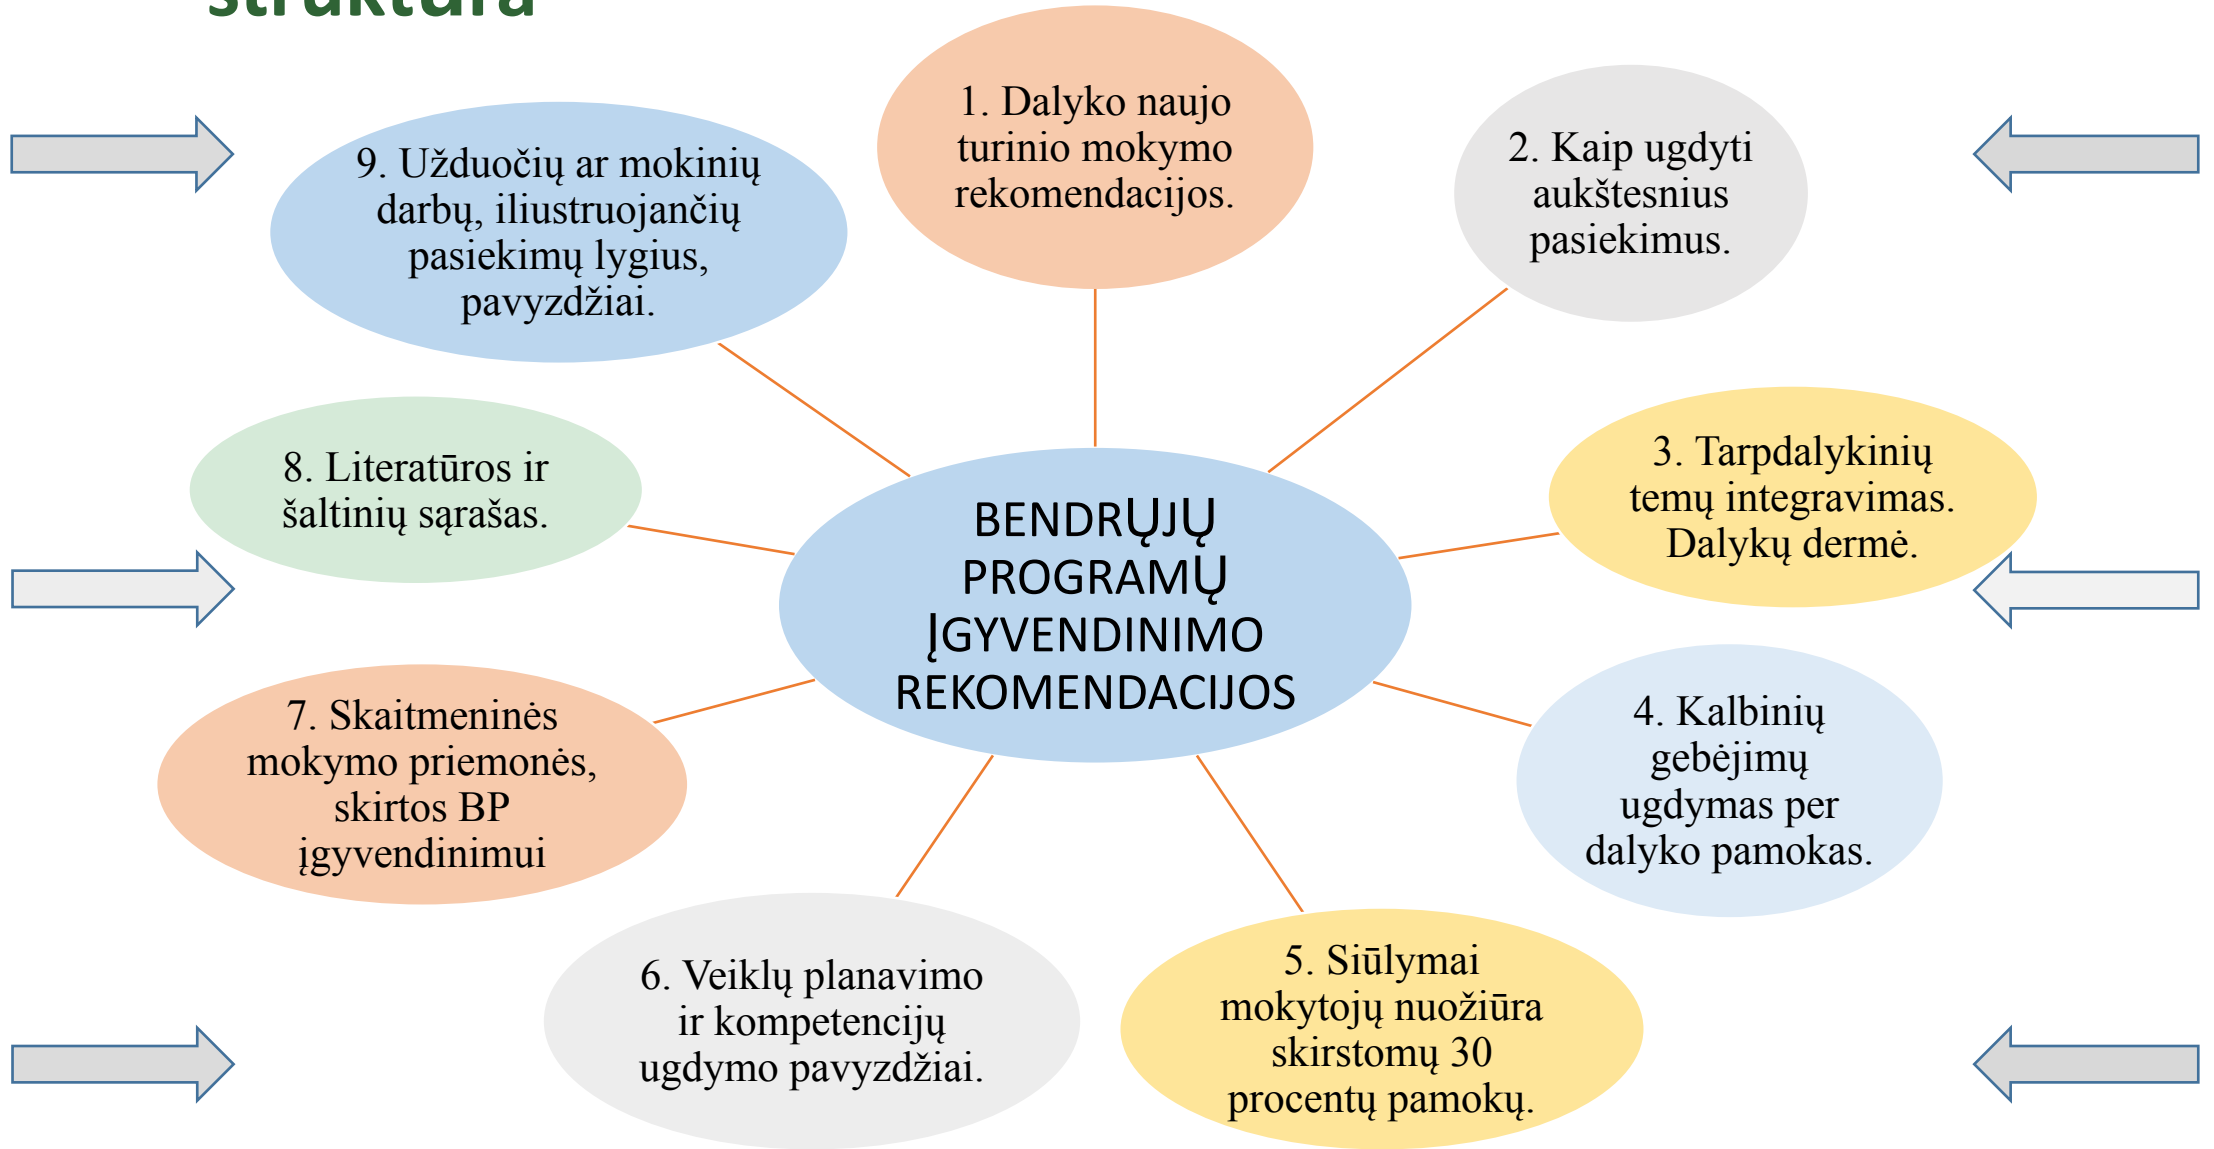 struktūra
1. Dalyko naujo
turinio mokymo
rekomendacijos.
2. Kaip ugdyti
aukštesnius
pasiekimus.
3. Tarpdalykinių
temų integravimas.
Dalykų dermė.
4. Kalbinių
gebėjimų
ugdymas per
dalyko pamokas.
5. Siūlymai
mokytojų nuožiūra
skirstomų 30
procentų pamokų.
6. Veiklų planavimo
ir kompetencijų
ugdymo pavyzdžiai.
7. Skaitmeninės
mokymo priemonės,
skirtos BP
įgyvendinimui
8. Literatūros ir
šaltinių sąrašas.
9. Užduočių ar mokinių
darbų, iliustruojančių
pasiekimų lygius,
pavyzdžiai.
BENDRŲJŲ
PROGRAMŲ
ĮGYVENDINIMO
REKOMENDACIJOS